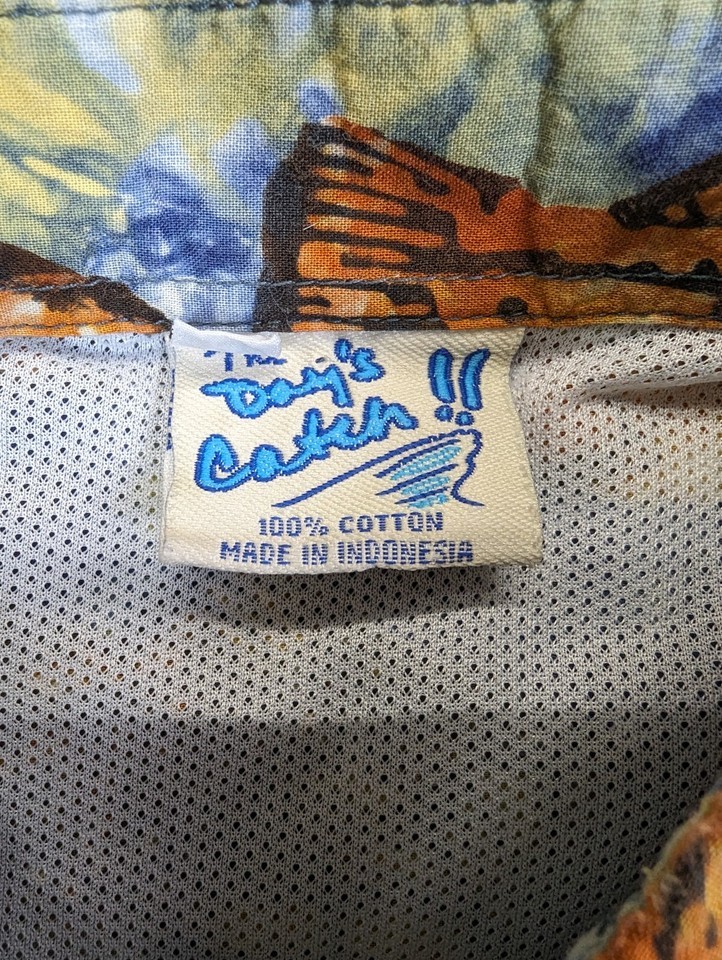 The
Day's
Catch!!
100% COTTON
MADE IN INDONESIA